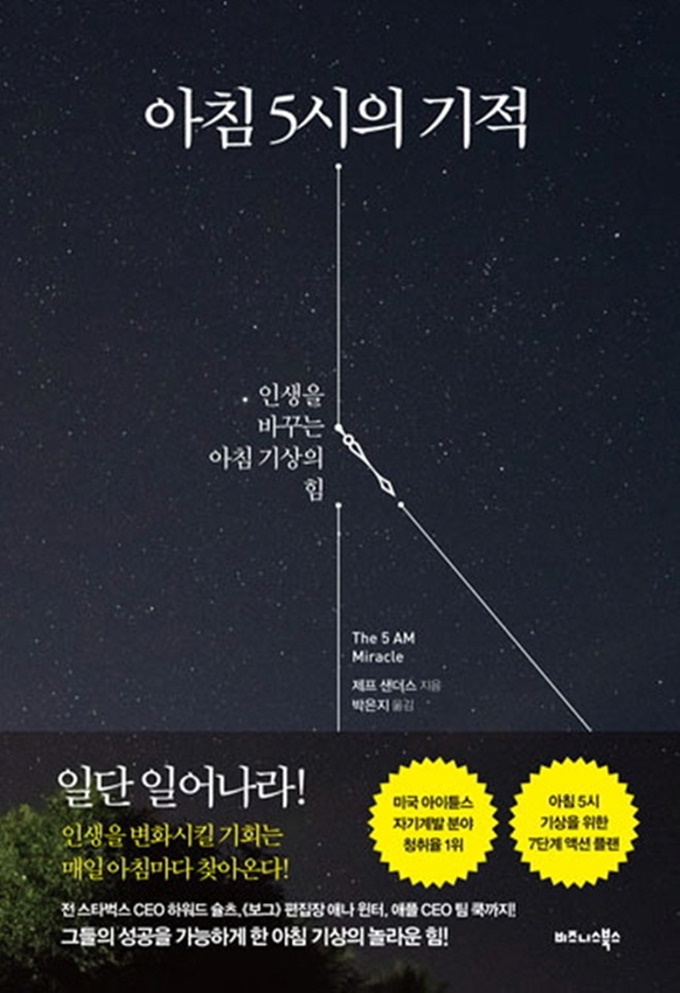 아침 5시의 기적
인생을
바꾸는
아침 기상의
힘
The 5 AM
Miracle
제프 샌더스 지음
박은지 옮김
일단 일어나라!
인생을 변화시킬 기회는
매일 아침마다 찾아온다!
미국 아이튠스
자기계발 분야
청취율 1위
아침 5시
기상을 위한
7단계 액션 플랜
전 스타벅스 CEO 하워드 슐츠, 《보그》 편집장 애나 윈터, 애플 CEO 팀 쿡까지!
그들의 성공을 가능하게 한 아침 기상의 놀라운 힘!
비즈니스북스